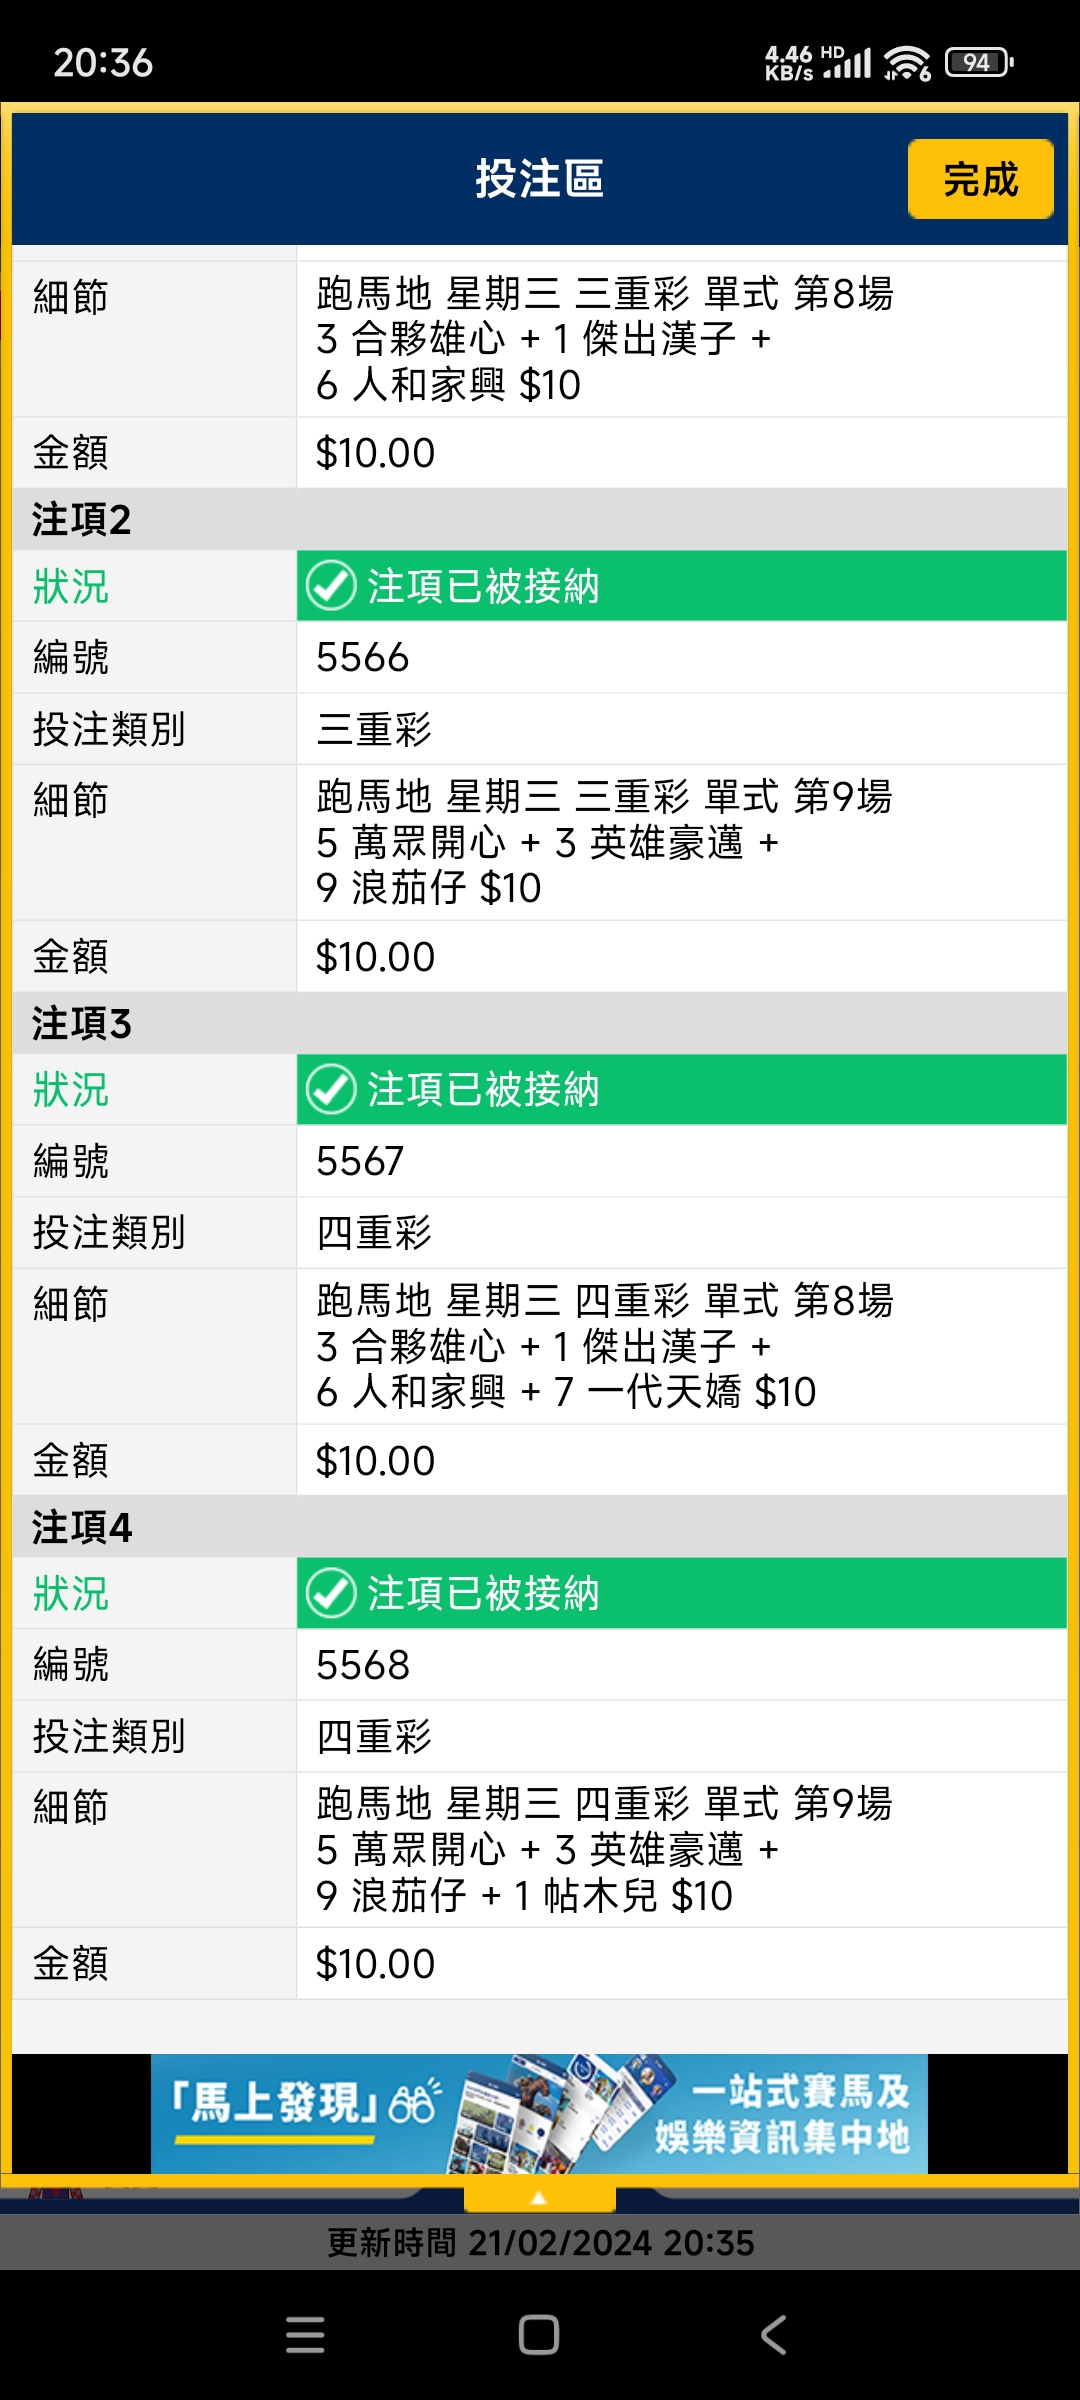 20:36
4.46 KB/s HD 6 94
投注區
完成
細節
跑馬地 星期三 三重彩 單式 第8場
3 合夥雄心 + 1 傑出漢子 +
6 人和家興 $10
金額
$10.00
注項2
狀況
注項已被接納
編號
5566
投注類別
三重彩
細節
跑馬地 星期三 三重彩 單式 第9場
5 萬眾開心 + 3 英雄豪邁 +
9 浪茄仔 $10
金額
$10.00
注項3
狀況
注項已被接納
編號
5567
投注類別
四重彩
細節
跑馬地 星期三 四重彩 單式 第8場
3 合夥雄心 + 1 傑出漢子 +
6 人和家興 + 7 一代天嬌 $10
金額
$10.00
注項4
狀況
注項已被接納
編號
5568
投注類別
四重彩
細節
跑馬地 星期三 四重彩 單式 第9場
5 萬眾開心 + 3 英雄豪邁 +
9 浪茄仔 + 1 帖木兒 $10
金額
$10.00
「馬上發現」
一站式賽馬及
娛樂資訊集中地
更新時間 21/02/2024 20:35